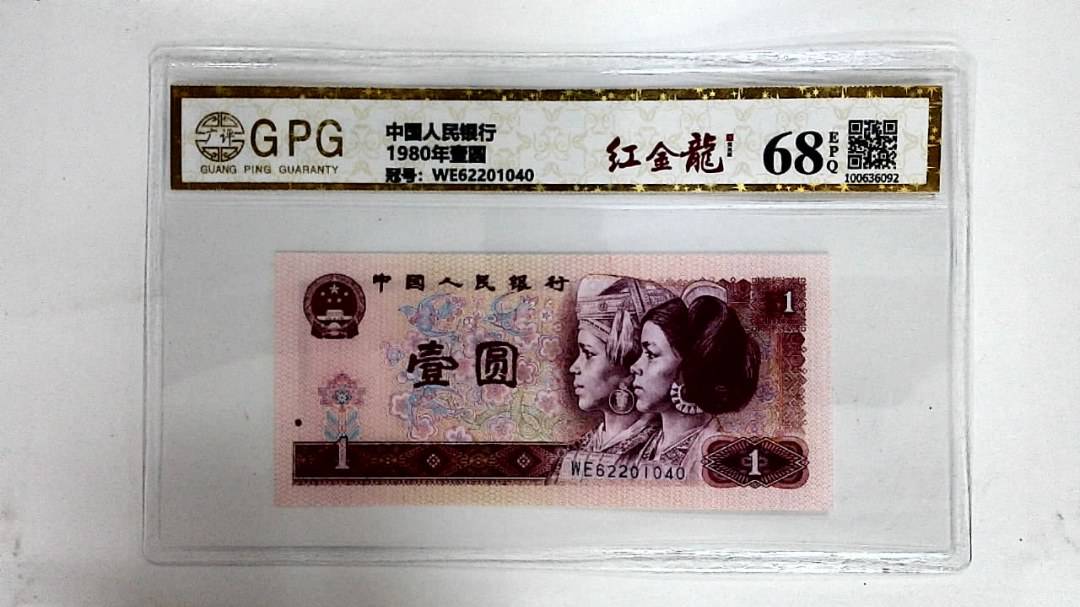 广评
GPG
GUANG PING GUARANTY
中国人民银行
1980年壹圆
冠号：WE62201040
红金龍
68
EPQ
100636092
中国人民银行
1
壹圆
1
WE62201040
1